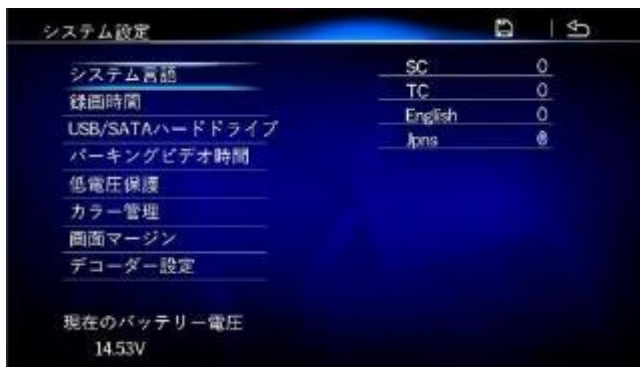 システム設定
システム言語
録画時間
USB/SATAハードドライブ
パーキングビデオ時間
低電圧保護
カラー管理
画面マージン
デコーダー設定
SC
TC
English
Jpns
現在のバッテリー電圧
14.53V